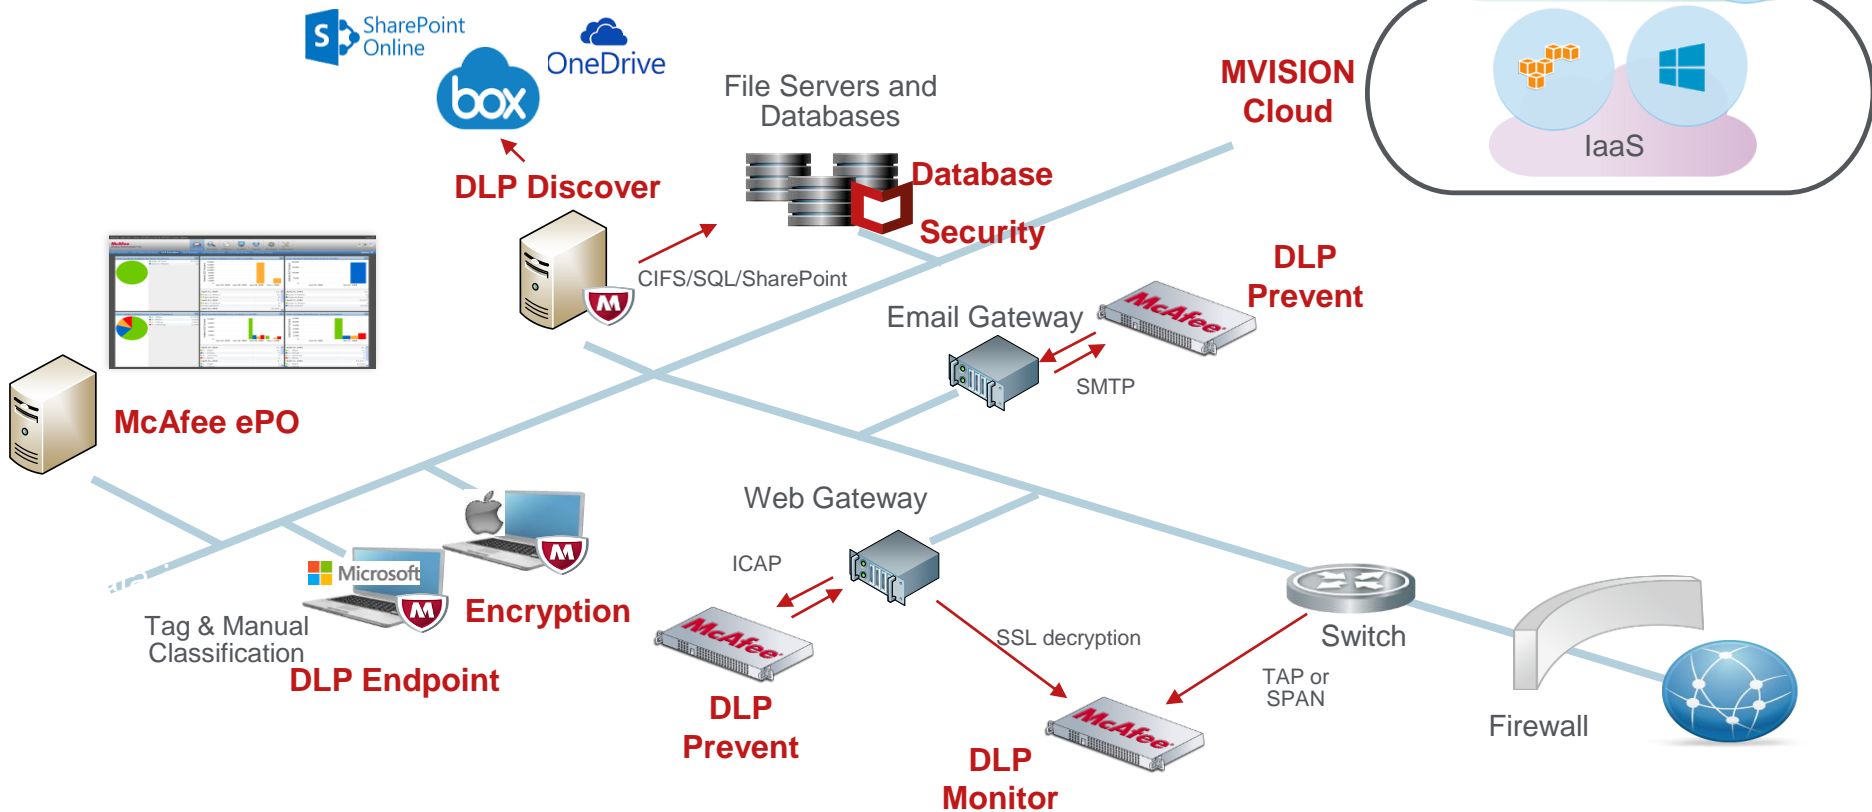 SharePoint
Online
OneDrive
box
File Servers and
Databases
MVISION
Cloud
IaaS
DLP Discover
Database
Security
CIFS/SQL/SharePoint
DLP
Prevent
McAfee
Email Gateway
SMTP
McAfee
McAfee ePO
Web Gateway
ICAP
Microsoft
Encryption
Tag & Manual
Classification
DLP Endpoint
McAfee
DLP
Prevent
SSL decryption
Switch
TAP or
SPAN
McAfee
DLP
Monitor
Firewall